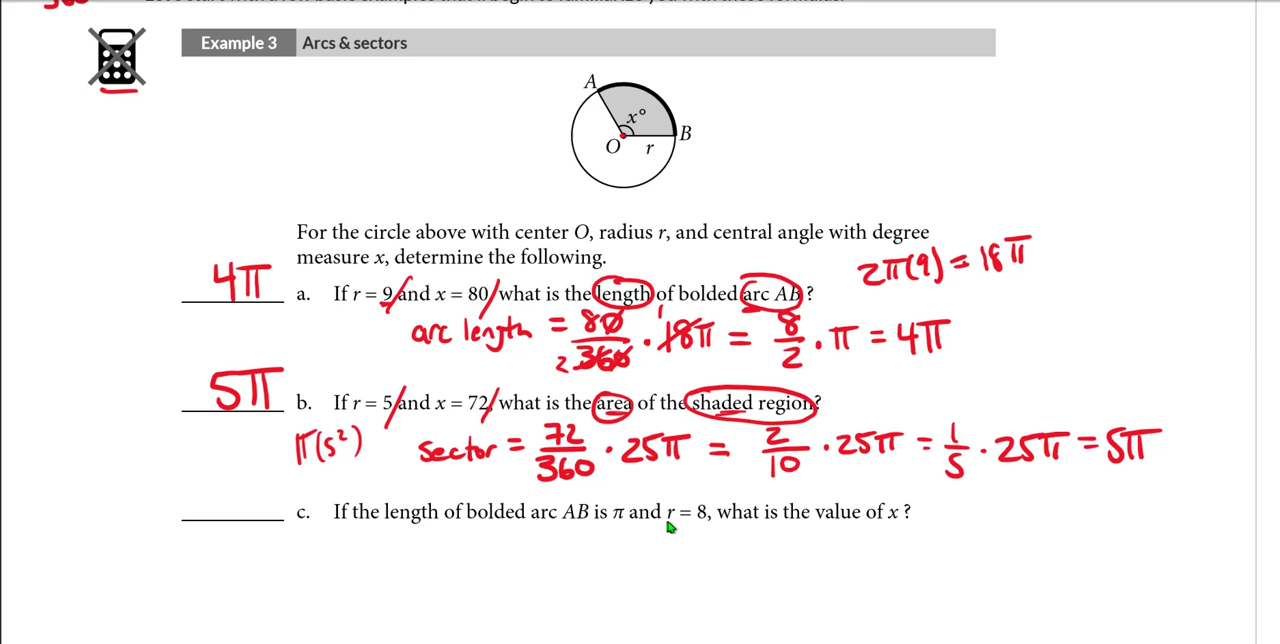 Example 3 Arcs & sectors
A
x°
B
O r
For the circle above with center O, radius r, and central angle with degree
measure x, determine the following.
2π(9) = 18π
4π a. If r = 9 and x = 80, what is the length of bolded arc AB?
arc length = 80/360 · 18π = 8/2 · π = 4π
2 1
5π b. If r = 5 and x = 72, what is the area of the shaded region?
π(5²) sector = 72/360 · 25π = 2/10 · 25π = 1/5 · 25π = 5π
c. If the length of bolded arc AB is π and r = 8, what is the value of x?